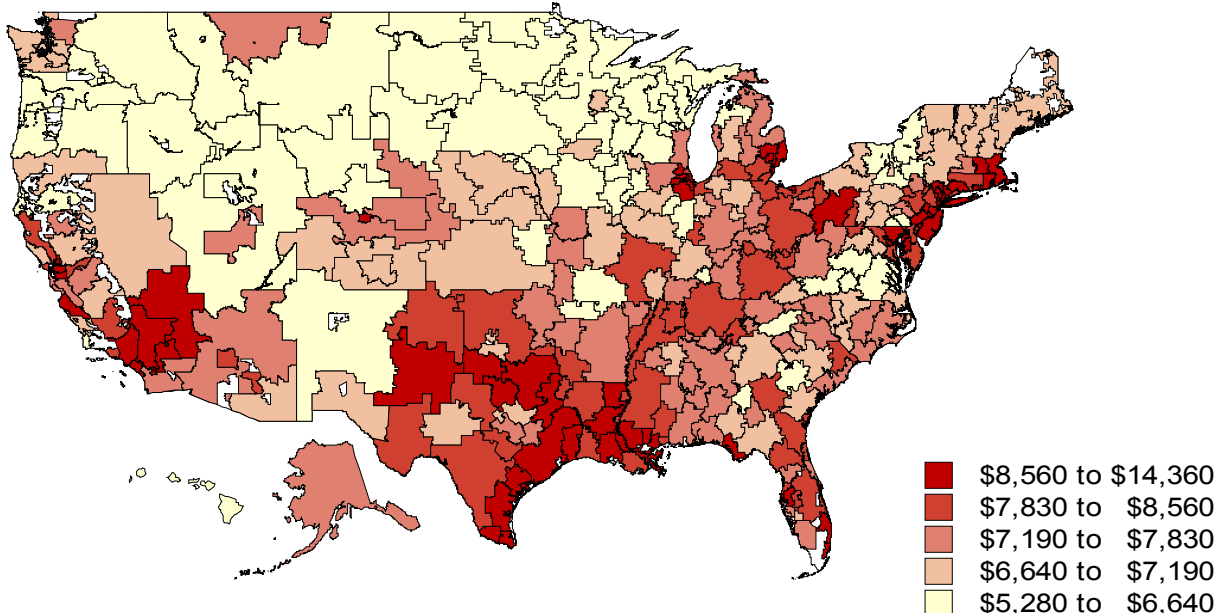 $8,560 to $14,360
$7,830 to $8,560
$7,190 to $7,830
$6,640 to $7,190
$5,280 to $6,640